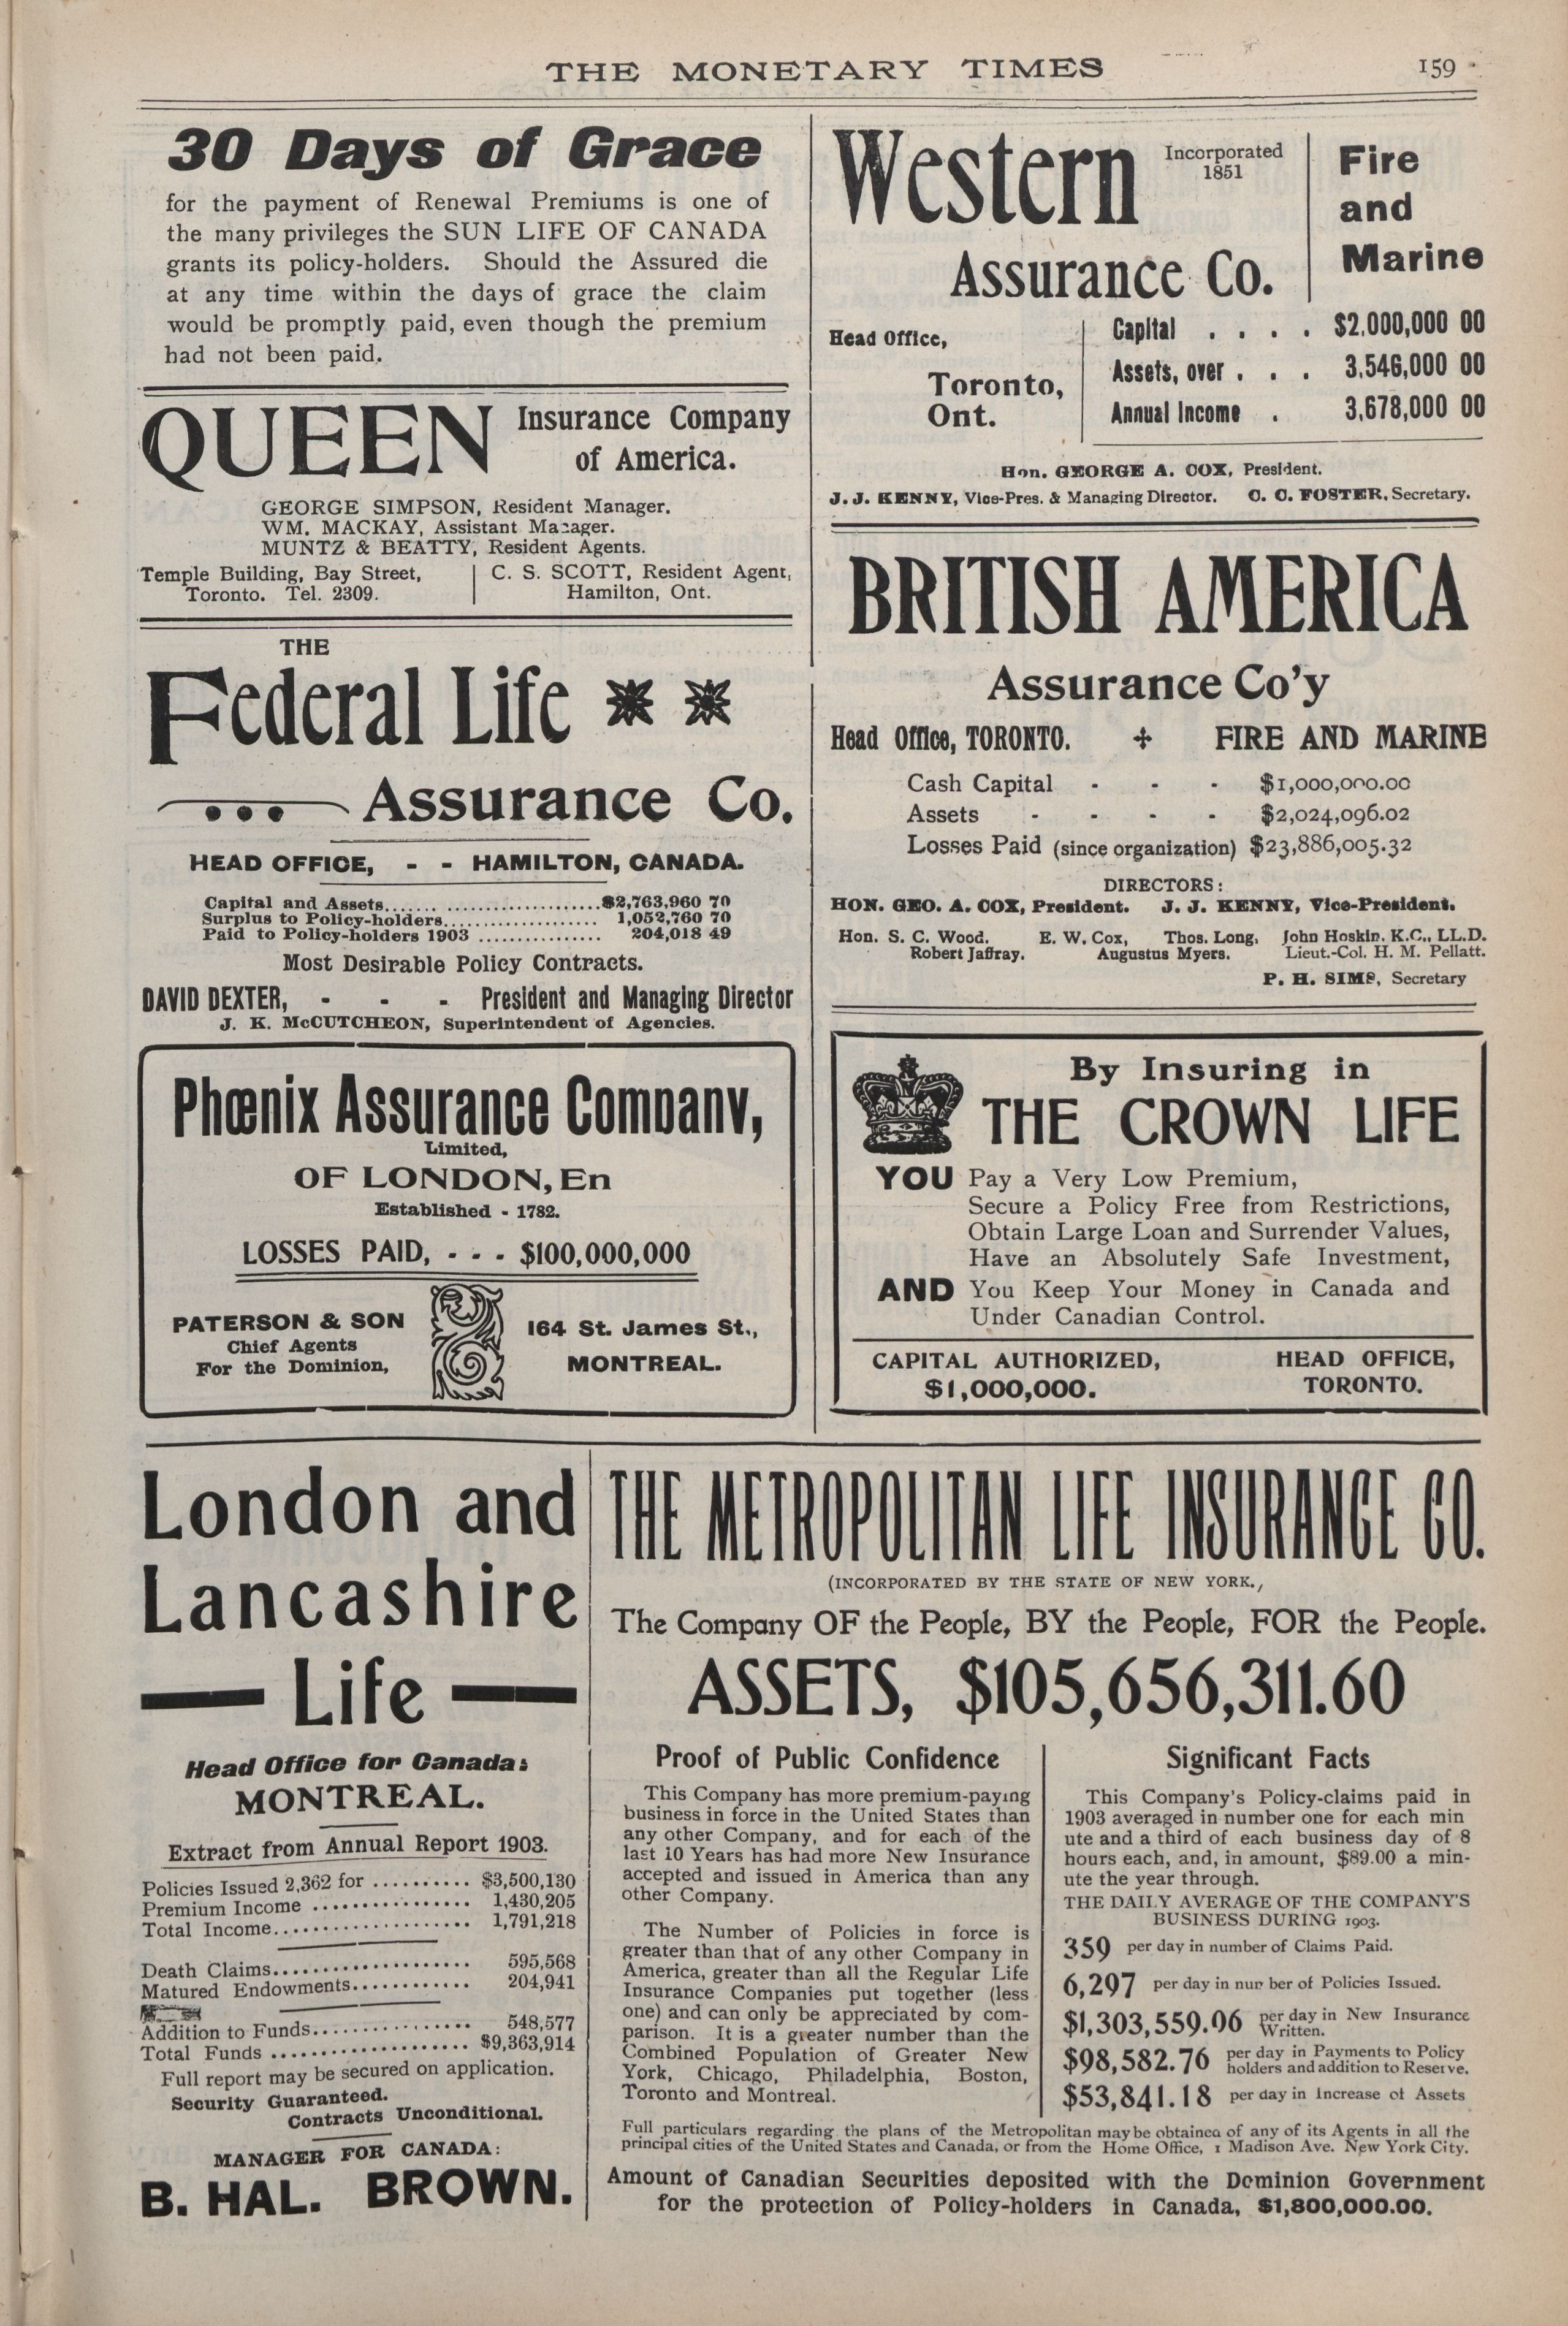 THE MONETARY TIMES 159
30 Days of Grace
for the payment of Renewal Premiums is one of
the many privileges the SUN LIFE OF CANADA
grants its policy-holders. Should the Assured die
at any time within the days of grace the claim
would be promptly paid, even though the premium
had not been paid.
QUEEN Insurance Company
of America.
GEORGE SIMPSON, Resident Manager.
WM. MACKAY, Assistant Manager.
MUNTZ & BEATTY, Resident Agents.
Temple Building, Bay Street,
Toronto. Tel. 2309.
C. S. SCOTT, Resident Agent,
Hamilton, Ont.
THE
Federal Life
Assurance Co.
HEAD OFFICE, - - HAMILTON, CANADA.
Capital and Assets....... ......................$2,763,960 70
Surplus to Policy-holders...................... 1,052,760 70
Paid to Policy-holders 1903 ................ 204,018 49
Most Desirable Policy Contracts.
DAVID DEXTER, - - - President and Managing Director
J. K. McCUTCHEON, Superintendent of Agencies.
Phœnix Assurance Company,
Limited,
OF LONDON, En
Established - 1782.
LOSSES PAID, - - - $100,000,000
PATERSON & SON
Chief Agents
For the Dominion,
164 St. James St.,
MONTREAL.
Western Incorporated
1851
Assurance Co.
Fire
and
Marine
Head Office,
Toronto,
Ont.
Capital . . . . $2,000,000 00
Assets, over . . . 3,546,000 00
Annual Income . 3,678,000 00
Hon. GEORGE A. COX, President.
J. J. KENNY, Vice-Pres. & Managing Director. C. C. FOSTER, Secretary.
BRITISH AMERICA
Assurance Co'y
Head Office, TORONTO. ✢ FIRE AND MARINE
Cash Capital - - - $1,000,000.00
Assets - - - - $2,024,096.02
Losses Paid (since organization) $23,886,005.32
DIRECTORS:
HON. GEO. A. COX, President. J. J. KENNY, Vice-President.
Hon. S. C. Wood. E. W. Cox, Thos. Long, John Hoskin, K.C., LL.D.
Robert Jaffray. Augustus Myers. Lieut.-Col. H. M. Pellatt.
P. H. SIMS, Secretary
By Insuring in
THE CROWN LIFE
YOU Pay a Very Low Premium,
Secure a Policy Free from Restrictions,
Obtain Large Loan and Surrender Values,
Have an Absolutely Safe Investment,
AND You Keep Your Money in Canada and
Under Canadian Control.
CAPITAL AUTHORIZED,
$1,000,000.
HEAD OFFICE,
TORONTO.
London and
Lancashire
— Life —
Head Office for Canada:
MONTREAL.
Extract from Annual Report 1903.
Policies Issued 2,362 for .......... $3,500,130
Premium Income ................ 1,430,205
Total Income.................... 1,791,218
Death Claims.................... 595,568
Matured Endowments............ 204,941
Addition to Funds................ 548,577
Total Funds .................... $9,363,914
Full report may be secured on application.
Security Guaranteed.
Contracts Unconditional.
MANAGER FOR CANADA:
B. HAL. BROWN.
THE METROPOLITAN LIFE INSURANCE CO.
(INCORPORATED BY THE STATE OF NEW YORK.,
The Company OF the People, BY the People, FOR the People.
ASSETS, $105,656,311.60
Proof of Public Confidence
This Company has more premium-paying
business in force in the United States than
any other Company, and for each of the
last 10 Years has had more New Insurance
accepted and issued in America than any
other Company.
The Number of Policies in force is
greater than that of any other Company in
America, greater than all the Regular Life
Insurance Companies put together (less
one) and can only be appreciated by com-
parison. It is a greater number than the
Combined Population of Greater New
York, Chicago, Philadelphia, Boston,
Toronto and Montreal.
Significant Facts
This Company's Policy-claims paid in
1903 averaged in number one for each min
ute and a third of each business day of 8
hours each, and, in amount, $89.00 a min-
ute the year through.
THE DAILY AVERAGE OF THE COMPANY'S
BUSINESS DURING 1903.
359 per day in number of Claims Paid.
6,297 per day in nur ber of Policies Issued.
$1,303,559.06 per day in New Insurance
Written.
$98,582.76 per day in Payments to Policy
holders and addition to Reserve.
$53,841.18 per day in Increase of Assets
Full particulars regarding the plans of the Metropolitan may be obtained of any of its Agents in all the
principal cities of the United States and Canada, or from the Home Office, 1 Madison Ave. New York City.
Amount of Canadian Securities deposited with the Dominion Government
for the protection of Policy-holders in Canada, $1,800,000.00.